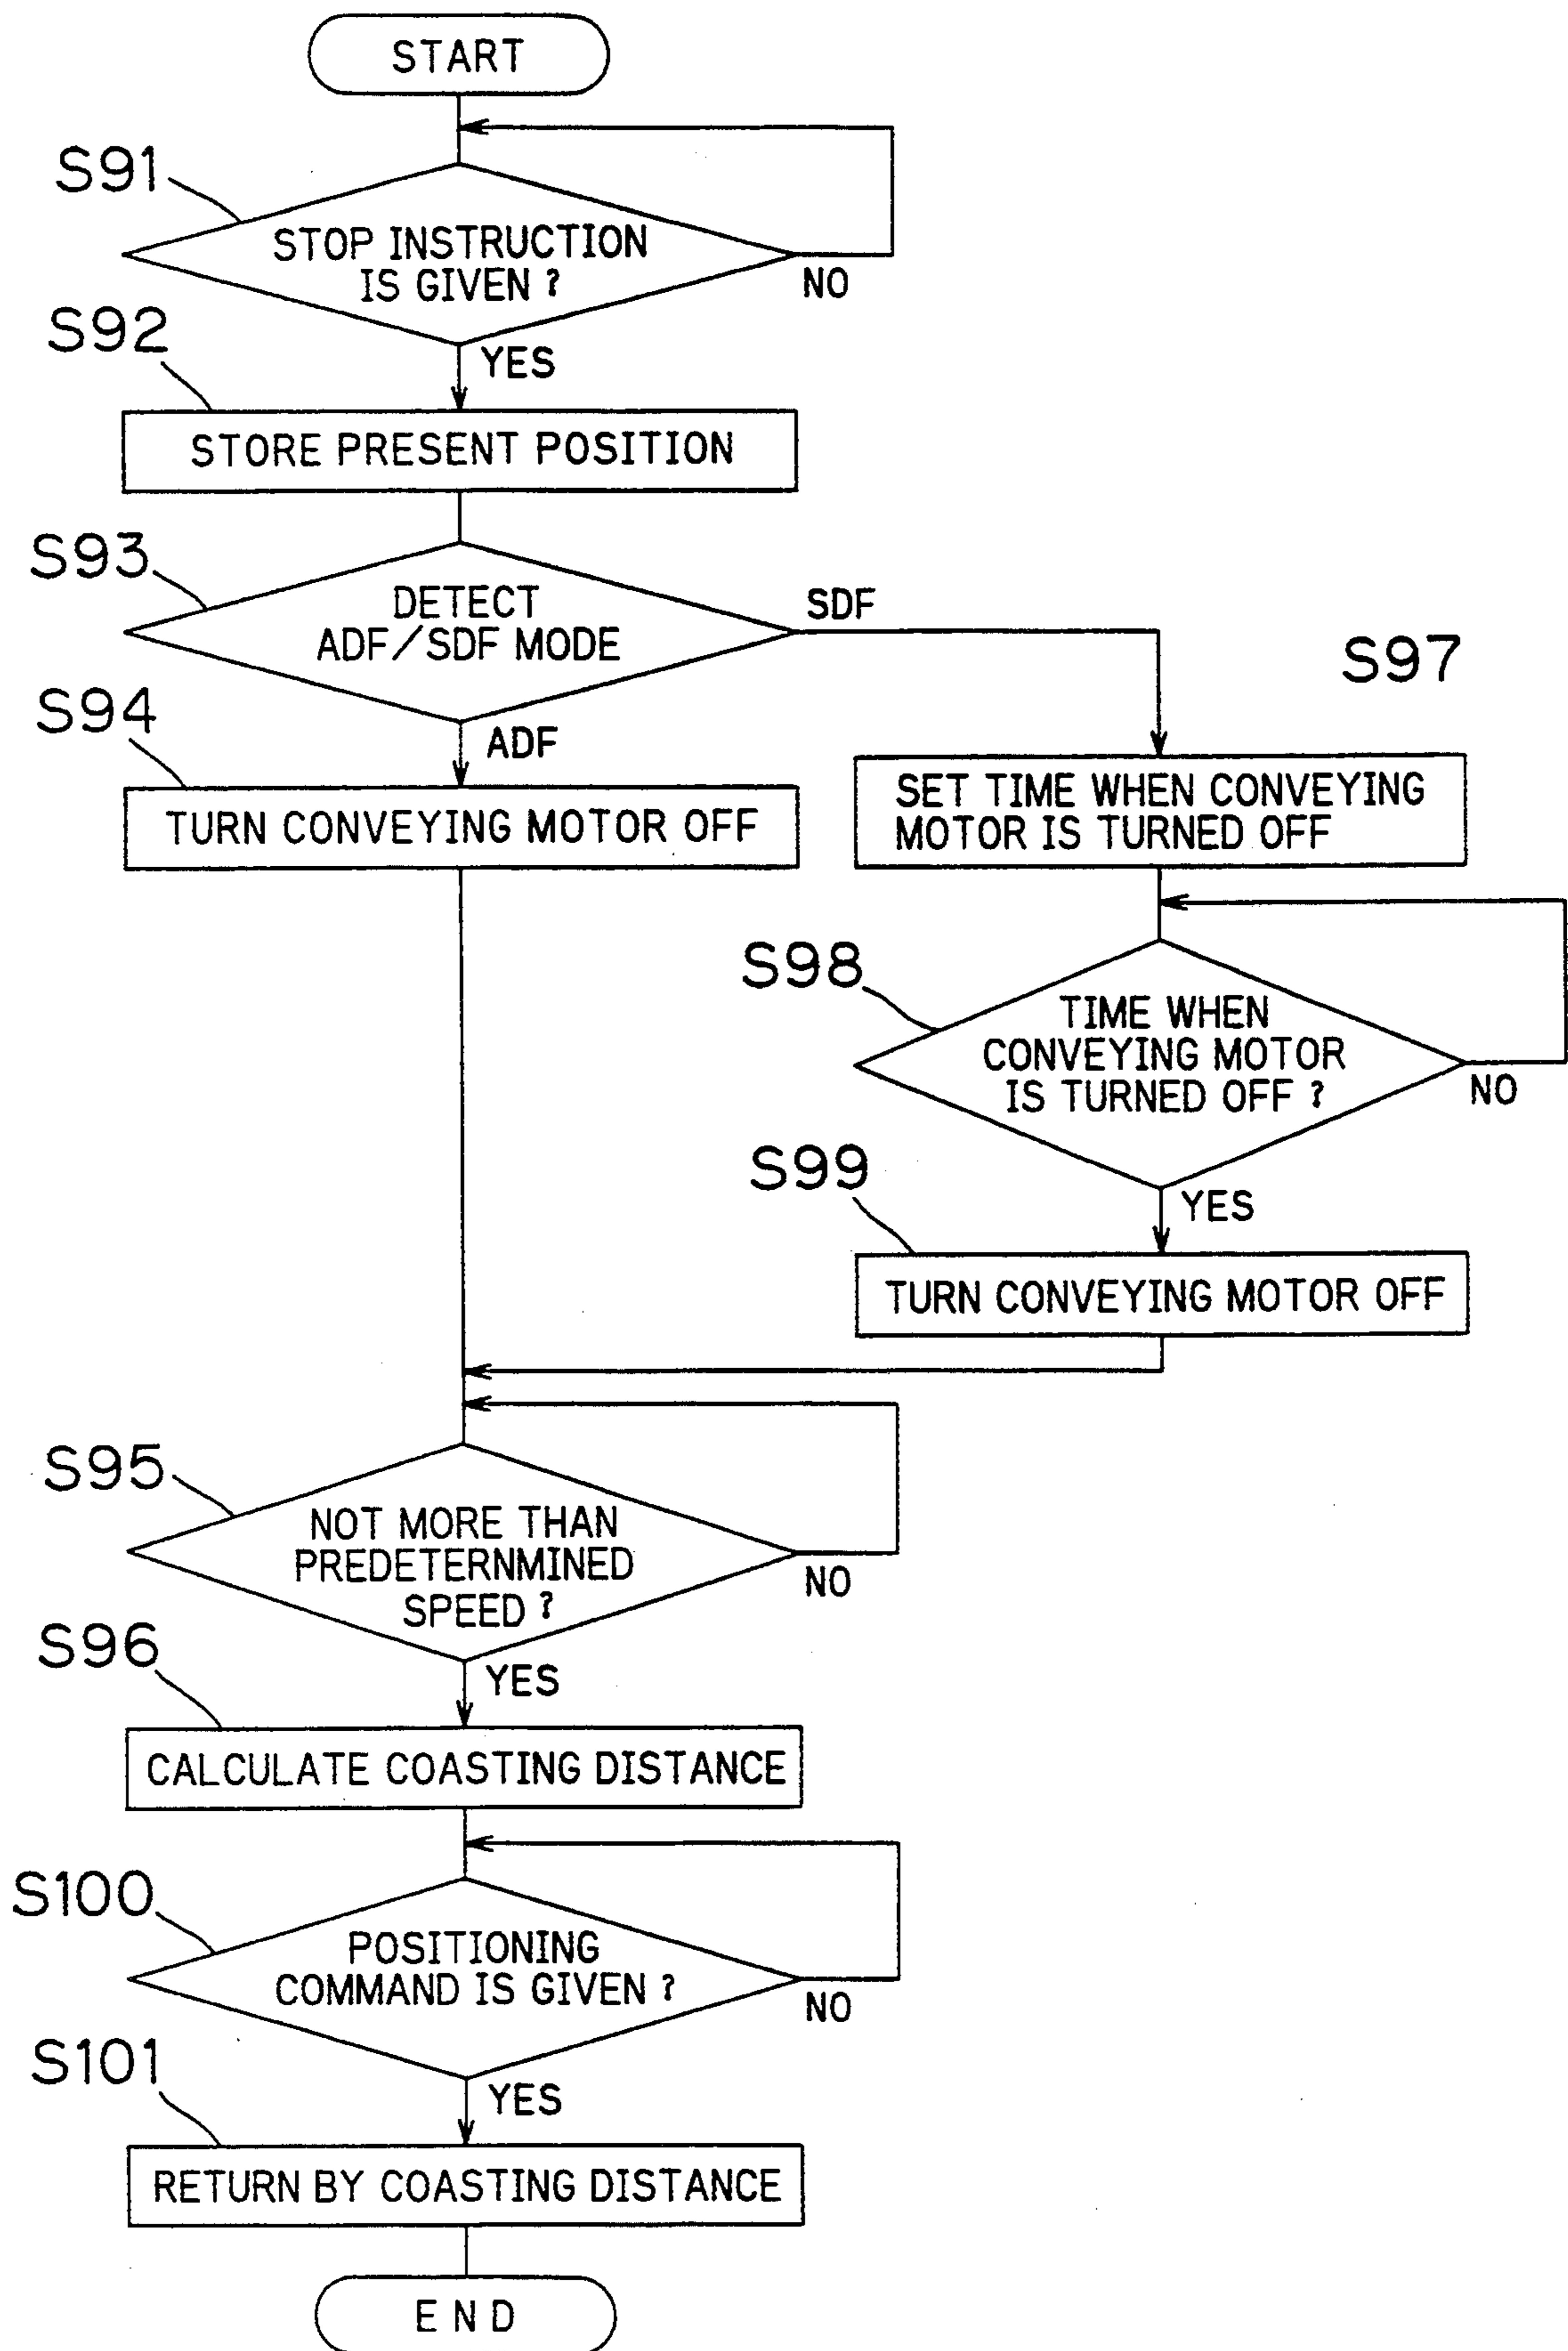 START
S91
STOP INSTRUCTION
IS GIVEN ?
NO
YES
S92
STORE PRESENT POSITION
S93
DETECT
ADF/SDF MODE
SDF
ADF
S94
TURN CONVEYING MOTOR OFF
S97
SET TIME WHEN CONVEYING
MOTOR IS TURNED OFF
S98
TIME WHEN
CONVEYING MOTOR
IS TURNED OFF ?
NO
YES
S99
TURN CONVEYING MOTOR OFF
S95
NOT MORE THAN
PREDETERNMINED
SPEED ?
NO
YES
S96
CALCULATE COASTING DISTANCE
S100
POSITIONING
COMMAND IS GIVEN ?
NO
YES
S101
RETURN BY COASTING DISTANCE
END